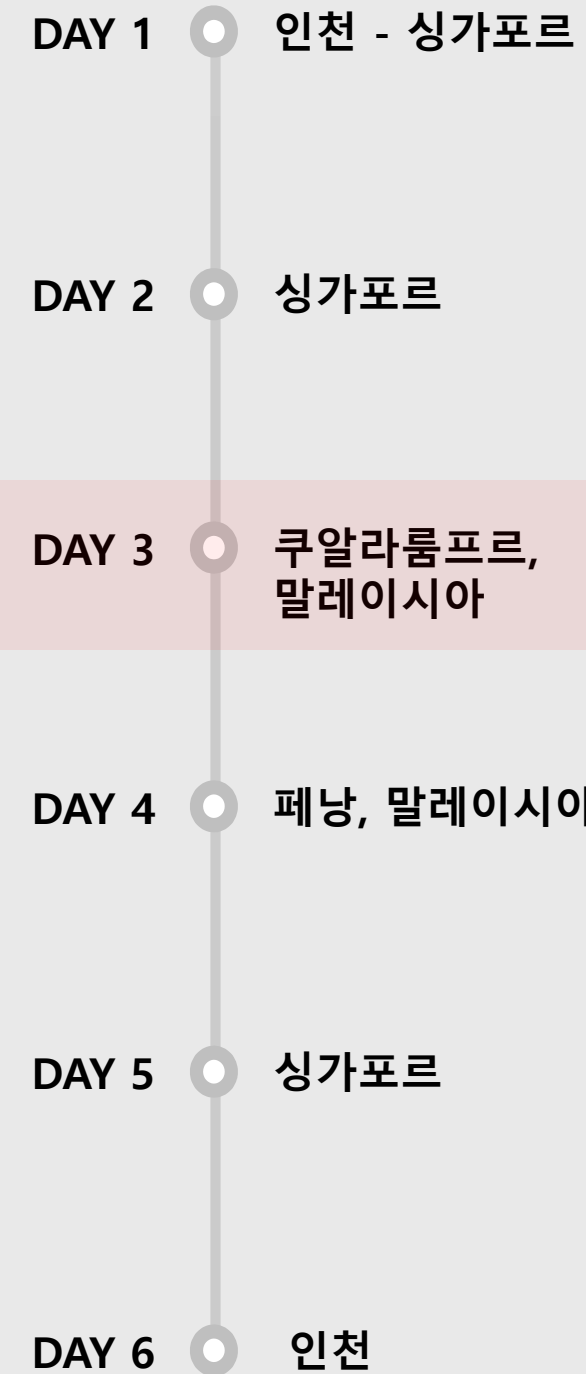 DAY 1 인천 - 싱가포르
DAY 2 싱가포르
DAY 3 쿠알라룸프르,
말레이시아
DAY 4 페낭, 말레이시아
DAY 5 싱가포르
DAY 6 인천